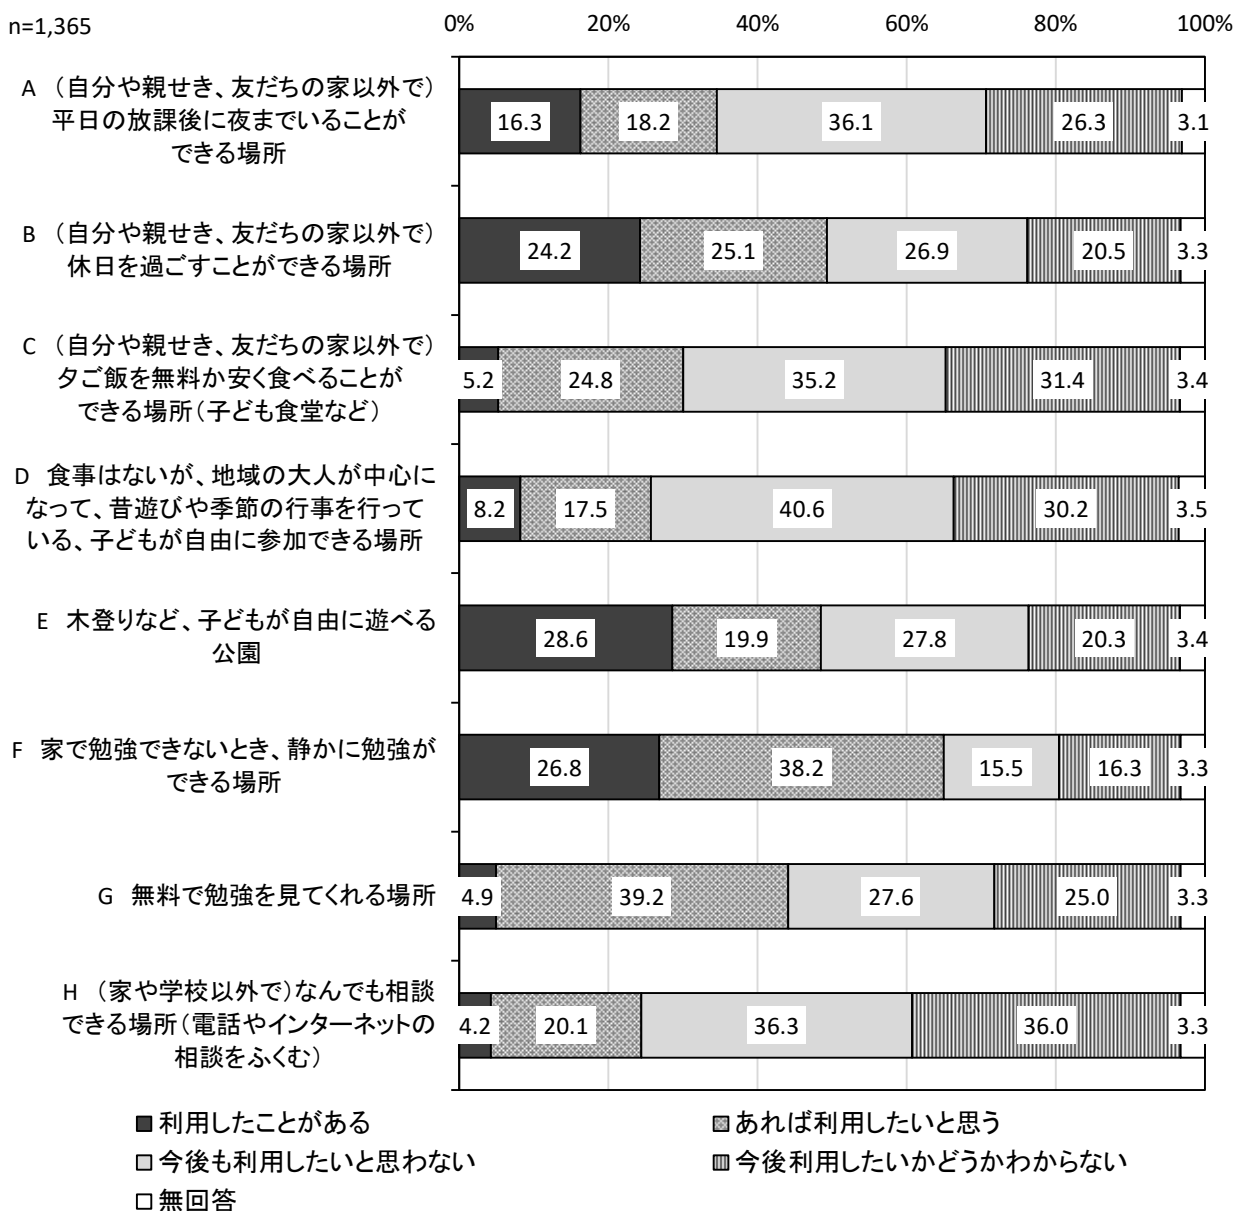 n=1,365
0% 20% 40% 60% 80% 100%
A （自分や親せき、友だちの家以外で）
平日の放課後に夜までいることが
できる場所
16.3 18.2 36.1 26.3 3.1
B （自分や親せき、友だちの家以外で）
休日を過ごすことができる場所
24.2 25.1 26.9 20.5 3.3
C （自分や親せき、友だちの家以外で）
夕ご飯を無料か安く食べることが
できる場所（子ども食堂など）
5.2 24.8 35.2 31.4 3.4
D 食事はないが、地域の大人が中心に
なって、昔遊びや季節の行事を行って
いる、子どもが自由に参加できる場所
8.2 17.5 40.6 30.2 3.5
E 木登りなど、子どもが自由に遊べる
公園
28.6 19.9 27.8 20.3 3.4
F 家で勉強できないとき、静かに勉強が
できる場所
26.8 38.2 15.5 16.3 3.3
G 無料で勉強を見てくれる場所
4.9 39.2 27.6 25.0 3.3
H （家や学校以外で）なんでも相談
できる場所（電話やインターネットの
相談をふくむ）
4.2 20.1 36.3 36.0 3.3
利用したことがある あれば利用したいと思う
今後も利用したいと思わない 今後利用したいかどうかわからない
無回答